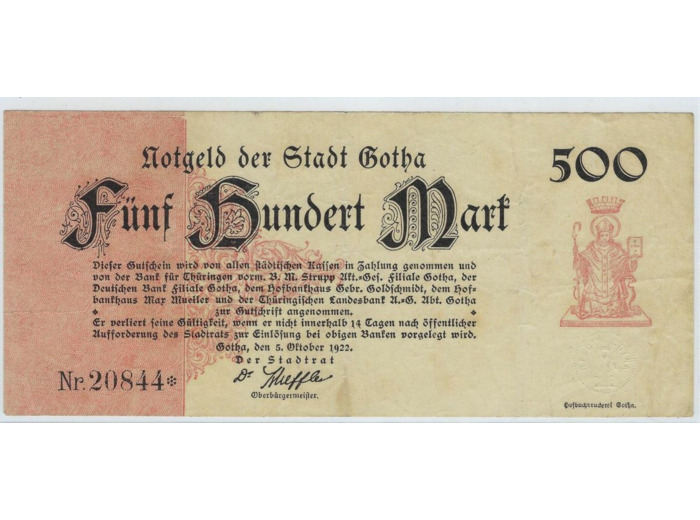 Notgeld der Stadt Gotha
500
Fünf Hundert Mark
Dieser Gutschein wird von allen städtischen Kassen in Zahlung genommen und
von der Bank für Thüringen vorm. B. M. Strupp Akt.-Ges. Filiale Gotha, der
Deutschen Bank Filiale Gotha, dem Hofbankhaus Gebr. Goldschmidt, dem Hof-
bankhaus Max Mueller und der Thüringischen Landesbank A.-G. Abt. Gotha
zur Gutschrift angenommen.
Er verliert seine Gültigkeit, wenn er nicht innerhalb 14 Tagen nach öffentlicher
Aufforderung des Stadtrats zur Einlösung bei obigen Banken vorgelegt wird.
Gotha, den 5. Oktober 1922.
Der Stadtrat
Nr. 20844*
Dr
Oberbürgermeister.
Hofbuchdruckerei Gotha.